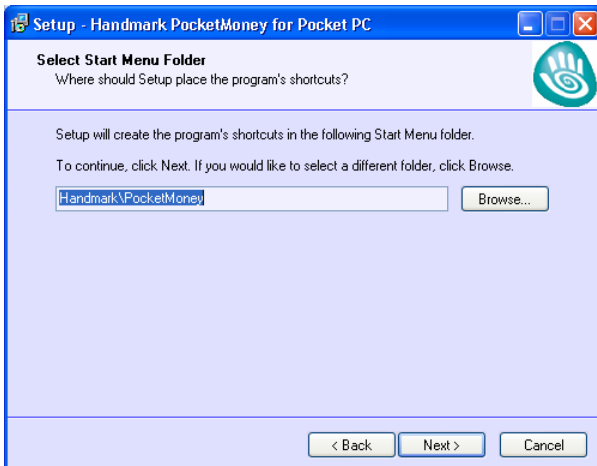 Setup - Handmark PocketMoney for Pocket PC
Select Start Menu Folder
Where should Setup place the program's shortcuts?
Setup will create the program's shortcuts in the following Start Menu folder.
To continue, click Next. If you would like to select a different folder, click Browse.
Handmark\PocketMoney
Browse...
< Back
Next >
Cancel